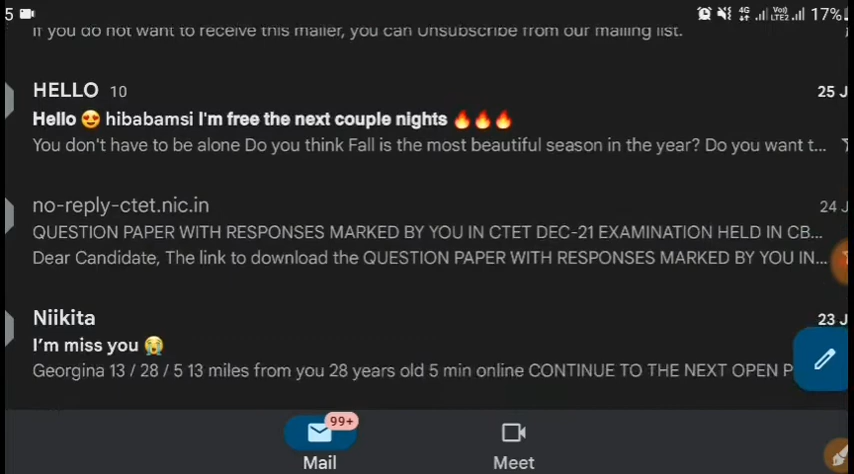 5 4G Vo)) LTE2 17%
If you do not want to receive this mailer, you can Unsubscribe from our mailing list.
HELLO 10 25 J
Hello 😍 hibabamsi I'm free the next couple nights 🔥🔥🔥
You don't have to be alone Do you think Fall is the most beautiful season in the year? Do you want t...
no-reply-ctet.nic.in 24 J
QUESTION PAPER WITH RESPONSES MARKED BY YOU IN CTET DEC-21 EXAMINATION HELD IN CB...
Dear Candidate, The link to download the QUESTION PAPER WITH RESPONSES MARKED BY YOU IN...
Niikita 23 J
I'm miss you 😭
Georgina 13 / 28 / 5 13 miles from you 28 years old 5 min online CONTINUE TO THE NEXT OPEN P
99+
Mail Meet